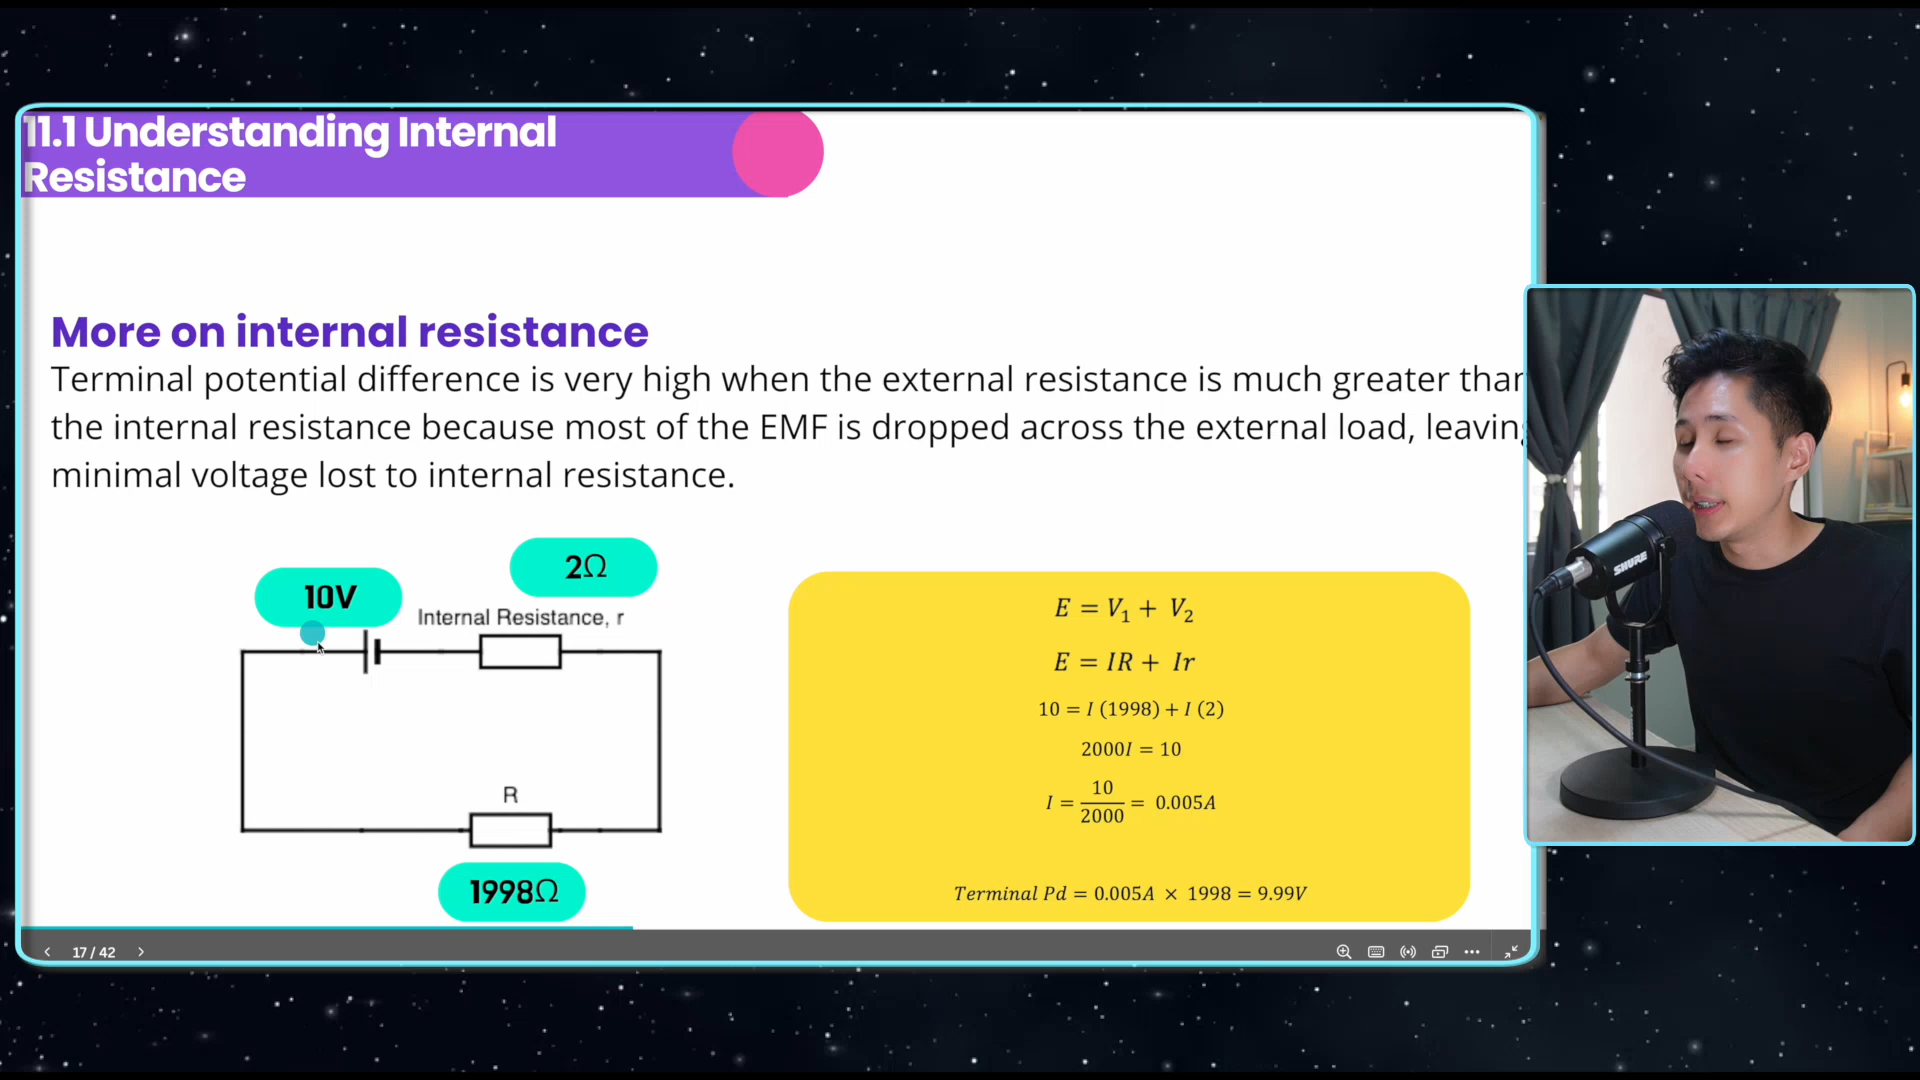 11.1 Understanding Internal
Resistance
More on internal resistance
Terminal potential difference is very high when the external resistance is much greater than
the internal resistance because most of the EMF is dropped across the external load, leaving
minimal voltage lost to internal resistance.
2Ω
10V
Internal Resistance, r
R
1998Ω
E = V₁ + V₂
E = IR + Ir
10 = I (1998) + I (2)
2000I = 10
I = 10/2000 = 0.005A
Terminal Pd = 0.005A × 1998 = 9.99V
17 / 42
SHURE